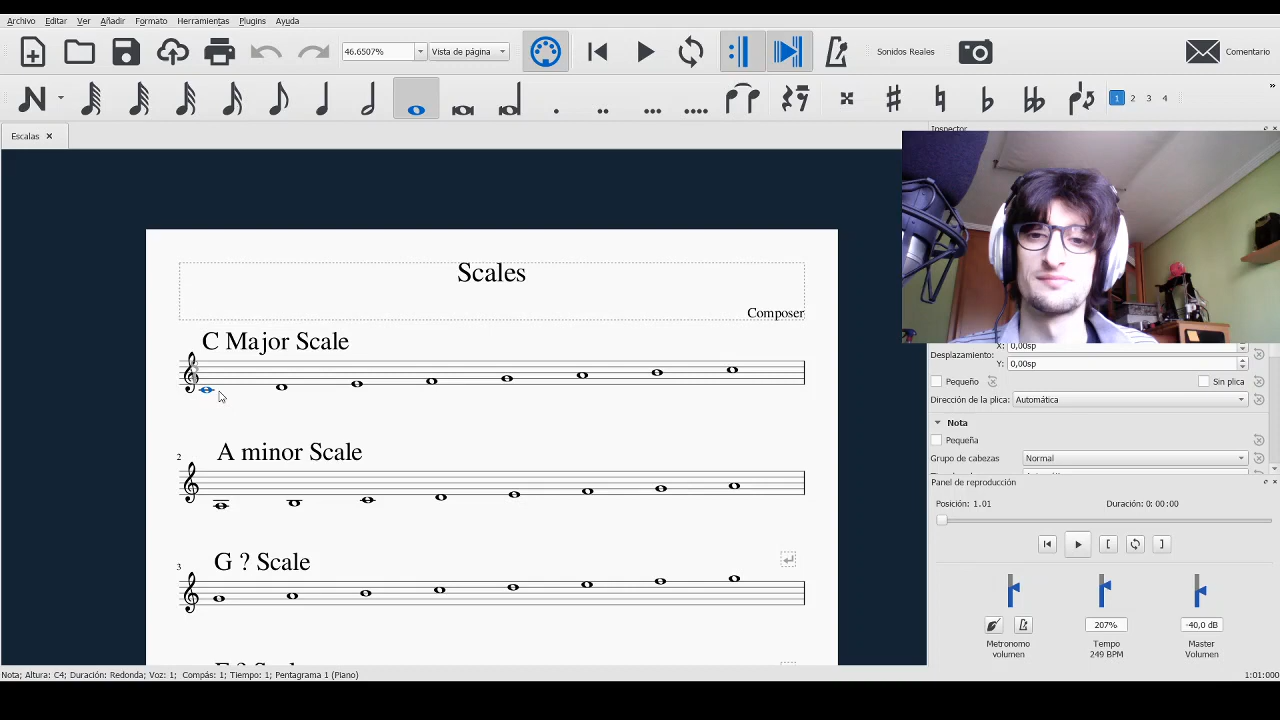 Archivo Editar Ver Añadir Formato Herramientas Plugins Ayuda
46.6507% Vista de página Sonidos Reales Comentario
1 2 3 4 »
Escalas ×
Inspector
Scales
Composer
C Major Scale
2
A minor Scale
3
G ? Scale
Desplazamiento: X: 0,00sp
Y: 0,00sp
Pequeño Sin plica
Dirección de la plica: Automática
Nota
Pequeña
Grupo de cabezas Normal
Panel de reproducción
Posición: 1.01 Duración: 0: 00:00
207% -40,0 dB
Metronomo volumen Tempo 249 BPM Master Volumen
Nota; Altura: C4; Duración: Redonda; Voz: 1; Compás: 1; Tiempo: 1; Pentagrama 1 (Piano) 1:01:000